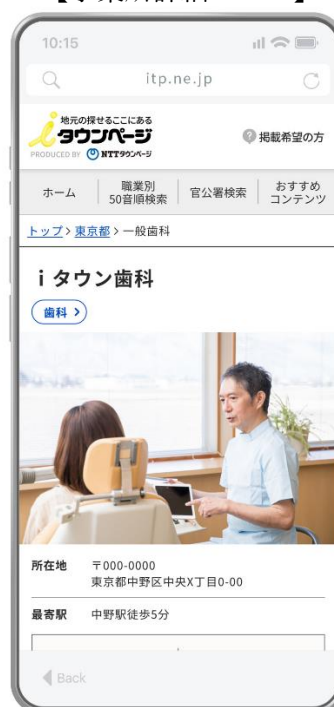 10:15
itp.ne.jp
地元の探せるここにある
iタウンページ
PRODUCED BY NTTタウンページ
掲載希望の方
ホーム
職業別
50音順検索
官公署検索
おすすめ
コンテンツ
トップ > 東京都 > 一般歯科
iタウン歯科
歯科 >
所在地 〒000-0000
東京都中野区中央X丁目0-00
最寄駅 中野駅徒歩5分
Back